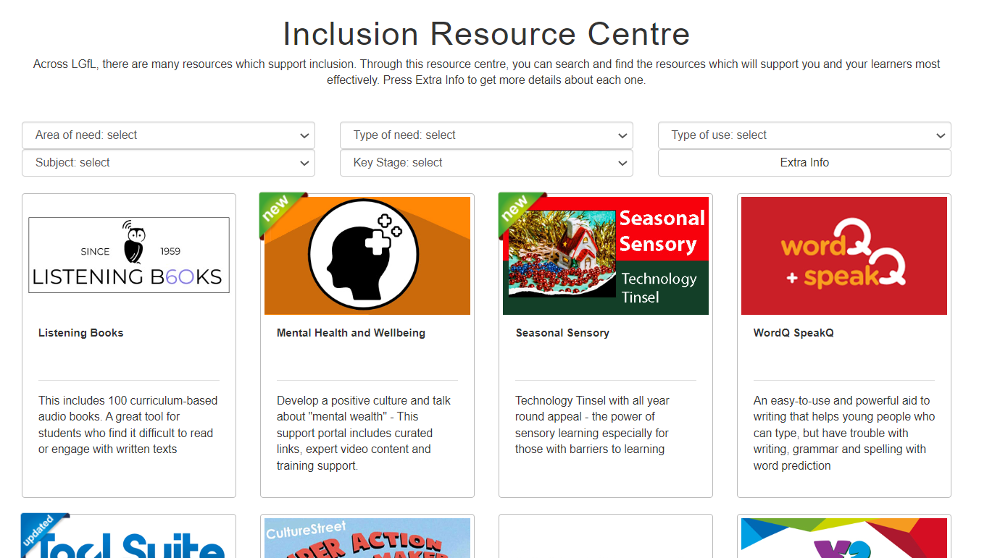 Inclusion Resource Centre
Across LGfL, there are many resources which support inclusion. Through this resource centre, you can search and find the resources which will support you and your learners most
effectively. Press Extra Info to get more details about each one.
Area of need: select
Type of need: select
Type of use: select
Subject: select
Key Stage: select
Extra Info
SINCE 1959
LISTENING B6OKS
Listening Books
This includes 100 curriculum-based
audio books. A great tool for
students who find it difficult to read
or engage with written texts
new
Mental Health and Wellbeing
Develop a positive culture and talk
about "mental wealth" - This
support portal includes curated
links, expert video content and
training support.
new
Seasonal
Sensory
Technology
Tinsel
Seasonal Sensory
Technology Tinsel with all year
round appeal - the power of
sensory learning especially for
those with barriers to learning
wordQ
+ speakQ
WordQ SpeakQ
An easy-to-use and powerful aid to
writing that helps young people who
can type, but have trouble with
writing, grammar and spelling with
word prediction
updated
Tool Suite
CultureStreet
ACTION